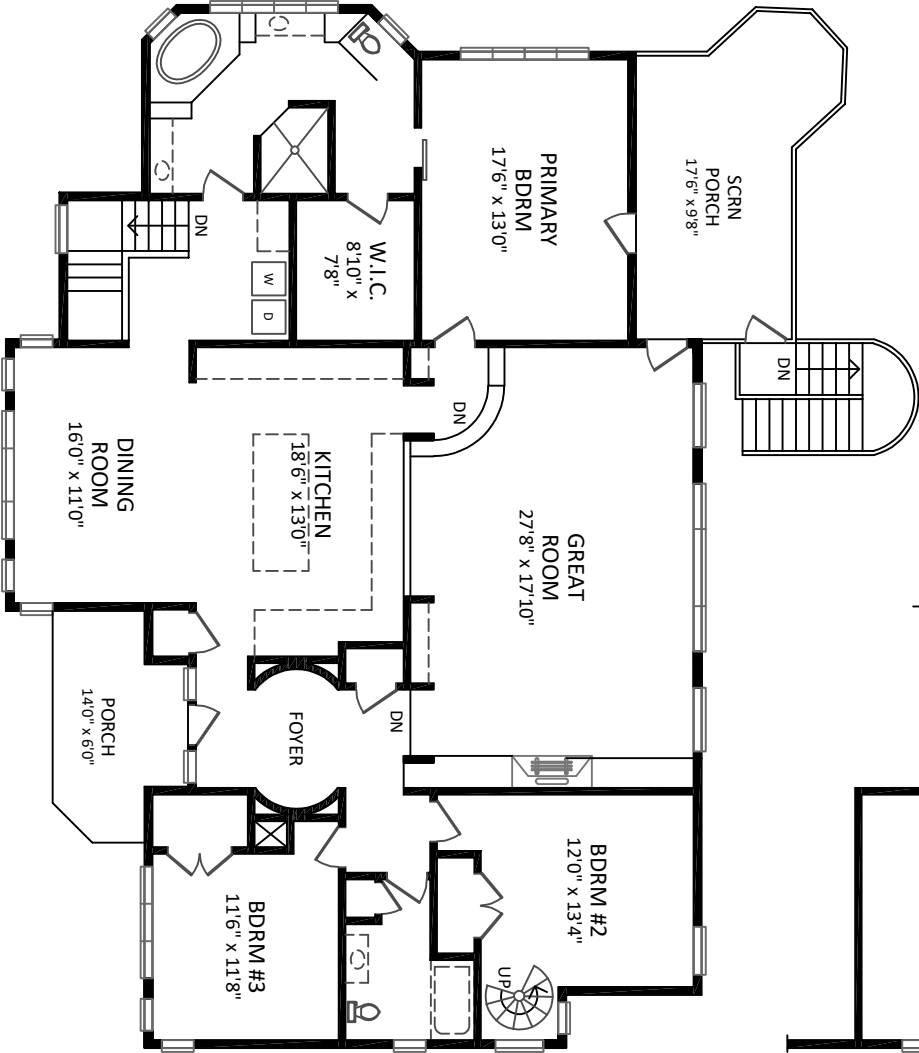 SCRN
PORCH
17'6" x 9'8"
PRIMARY
BDRM
17'6" x 13'0"
W.I.C.
8'10" x
7'8"
DN
W
D
DN
DN
GREAT
ROOM
27'8" x 17'10"
KITCHEN
18'6" x 13'0"
DINING
ROOM
16'0" x 11'0"
DN
FOYER
PORCH
14'0" x 6'0"
BDRM #2
12'0" x 13'4"
UP
BDRM #3
11'6" x 11'8"